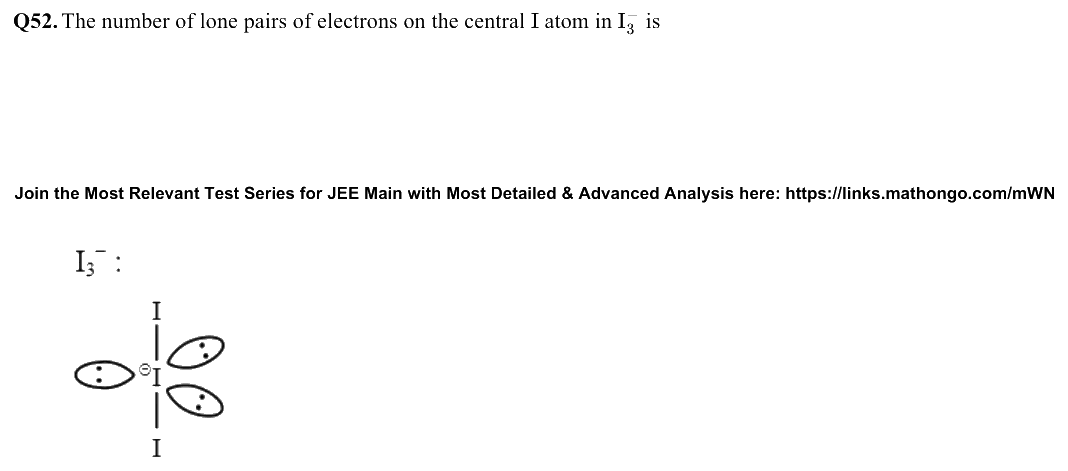 Q52. The number of lone pairs of electrons on the central I atom in I₃⁻ is
Join the Most Relevant Test Series for JEE Main with Most Detailed & Advanced Analysis here: https://links.mathongo.com/mWN
I₃⁻ :
I
⊖I
I